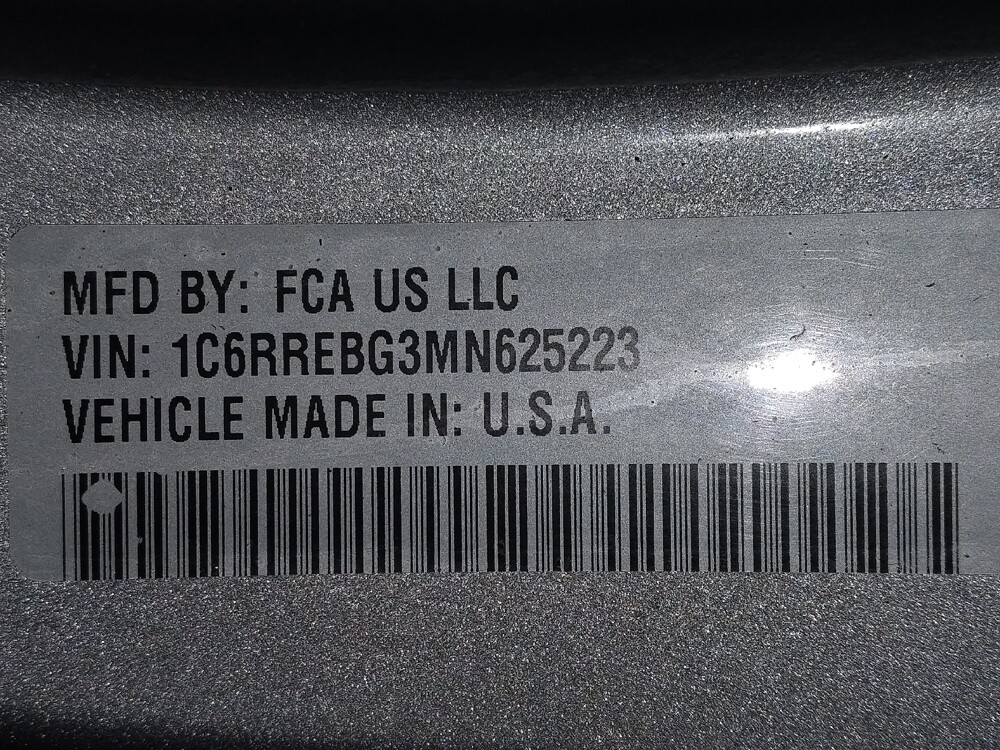 MFD BY: FCA US LLC
VIN: 1C6RREBG3MN625223
VEHICLE MADE IN: U.S.A.